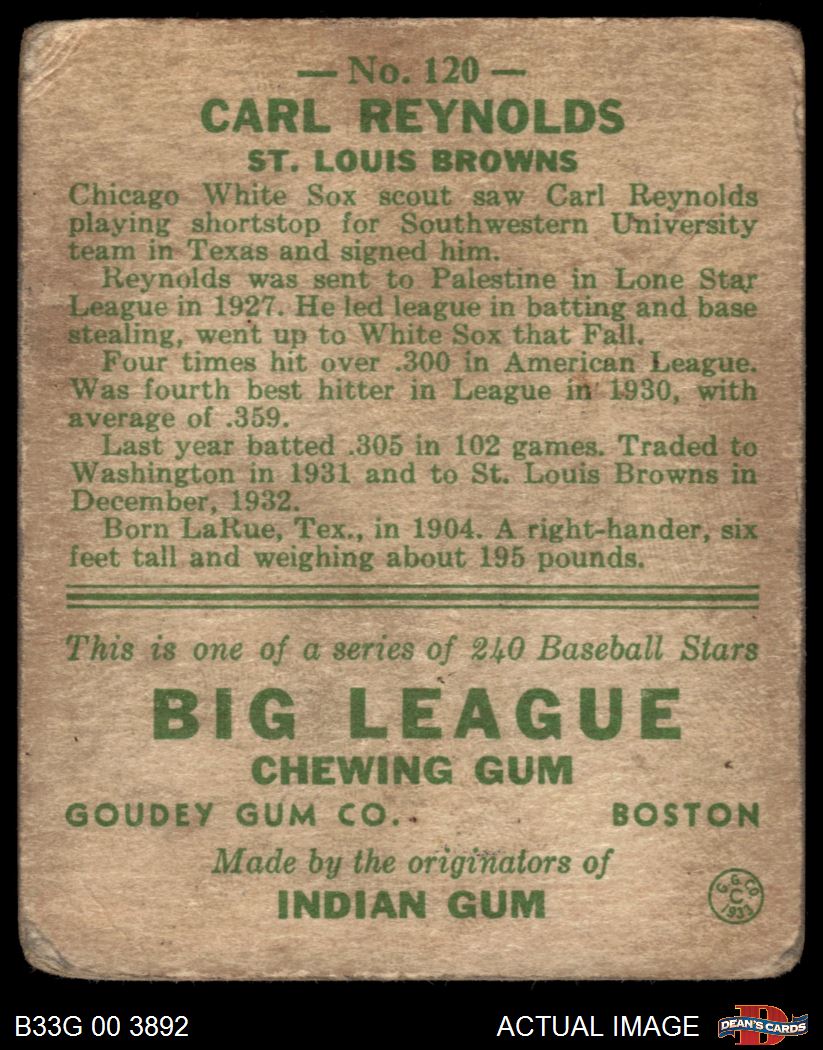 — No. 120 —
CARL REYNOLDS
ST. LOUIS BROWNS
Chicago White Sox scout saw Carl Reynolds
playing shortstop for Southwestern University
team in Texas and signed him.
Reynolds was sent to Palestine in Lone Star
League in 1927. He led league in batting and base
stealing, went up to White Sox that Fall.
Four times hit over .300 in American League.
Was fourth best hitter in League in 1930, with
average of .359.
Last year batted .305 in 102 games. Traded to
Washington in 1931 and to St. Louis Browns in
December, 1932.
Born LaRue, Tex., in 1904. A right-hander, six
feet tall and weighing about 195 pounds.
This is one of a series of 240 Baseball Stars
BIG LEAGUE
CHEWING GUM
GOUDEY GUM CO. BOSTON
Made by the originators of
INDIAN GUM
G.G.CO
C
1933
B33G 00 3892 ACTUAL IMAGE
D
DEAN'S CARDS